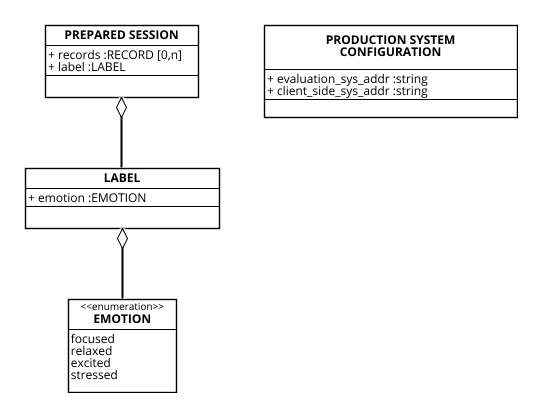 PREPARED SESSION
+ records :RECORD [0,n]
+ label :LABEL
PRODUCTION SYSTEM
CONFIGURATION
+ evaluation_sys_addr :string
+ client_side_sys_addr :string
LABEL
+ emotion :EMOTION
<<enumeration>>
EMOTION
focused
relaxed
excited
stressed